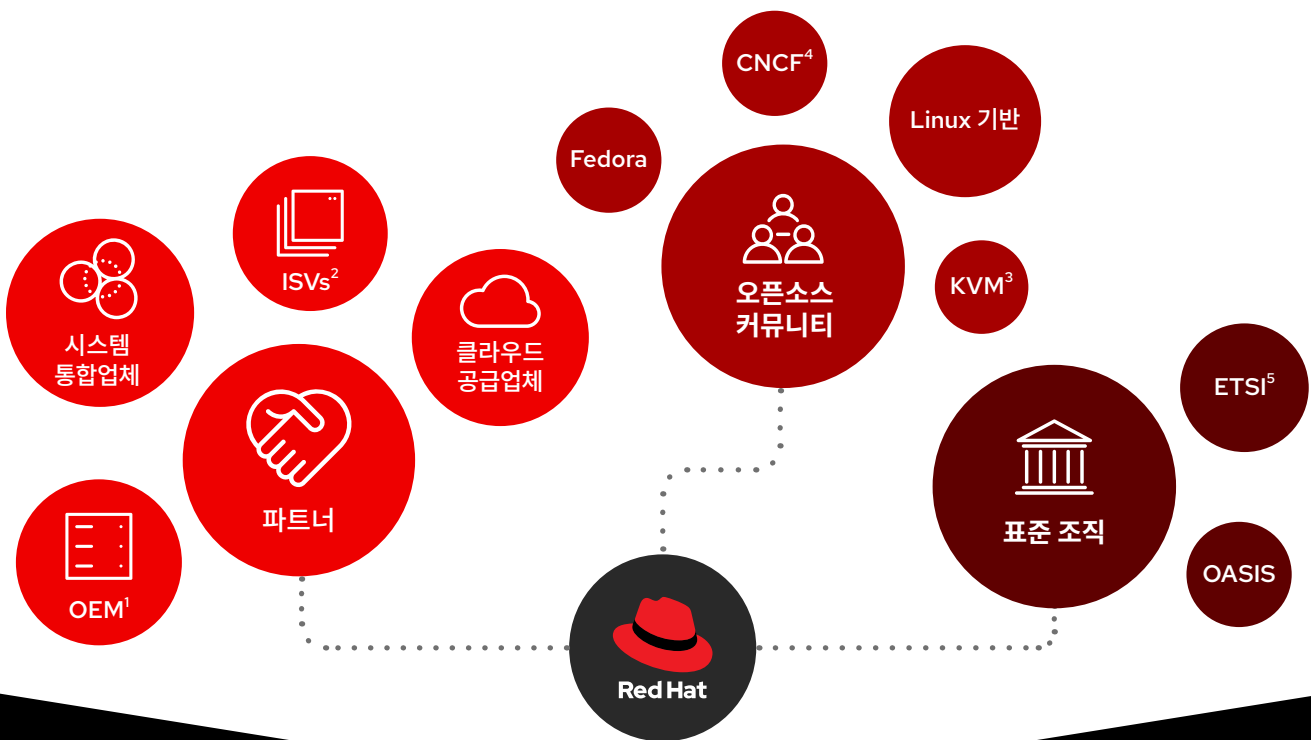 CNCF⁴
Linux 기반
Fedora
오픈소스
커뮤니티
KVM³
ISVs²
시스템
통합업체
클라우드
공급업체
파트너
OEM¹
ETSI⁵
표준 조직
OASIS
Red Hat